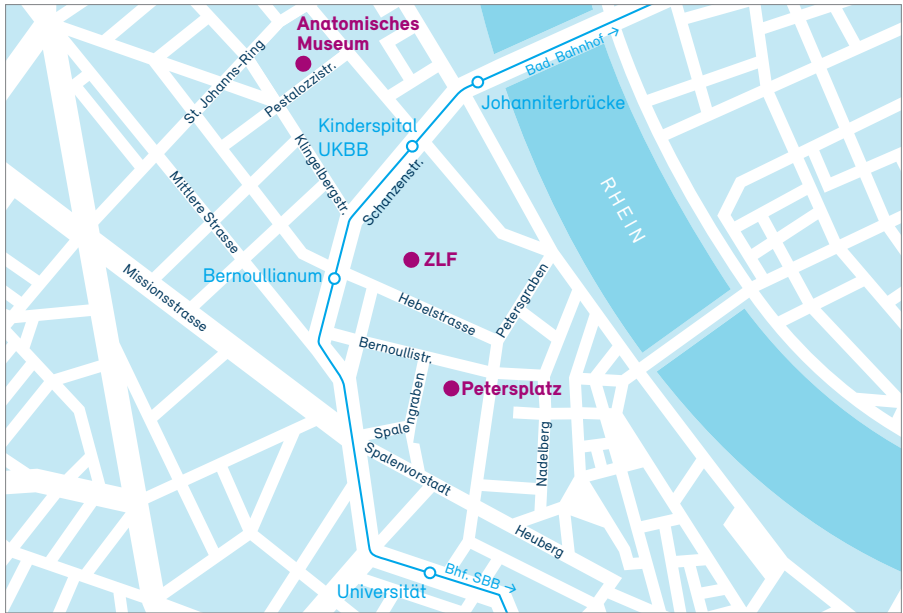 Anatomisches
Museum
St. Johanns-Ring
Pestalozzistr.
Bad. Bahnhof →
Johanniterbrücke
Kinderspital
UKBB
Klingelbergstr.
Schanzenstr.
Mittlere Strasse
RHEIN
ZLF
Bernoullianum
Missionsstrasse
Hebelstrasse
Petersgraben
Bernoullistr.
Petersplatz
Spalengraben
Spalenvorstadt
Nadelberg
Heuberg
Bhf. SBB →
Universität